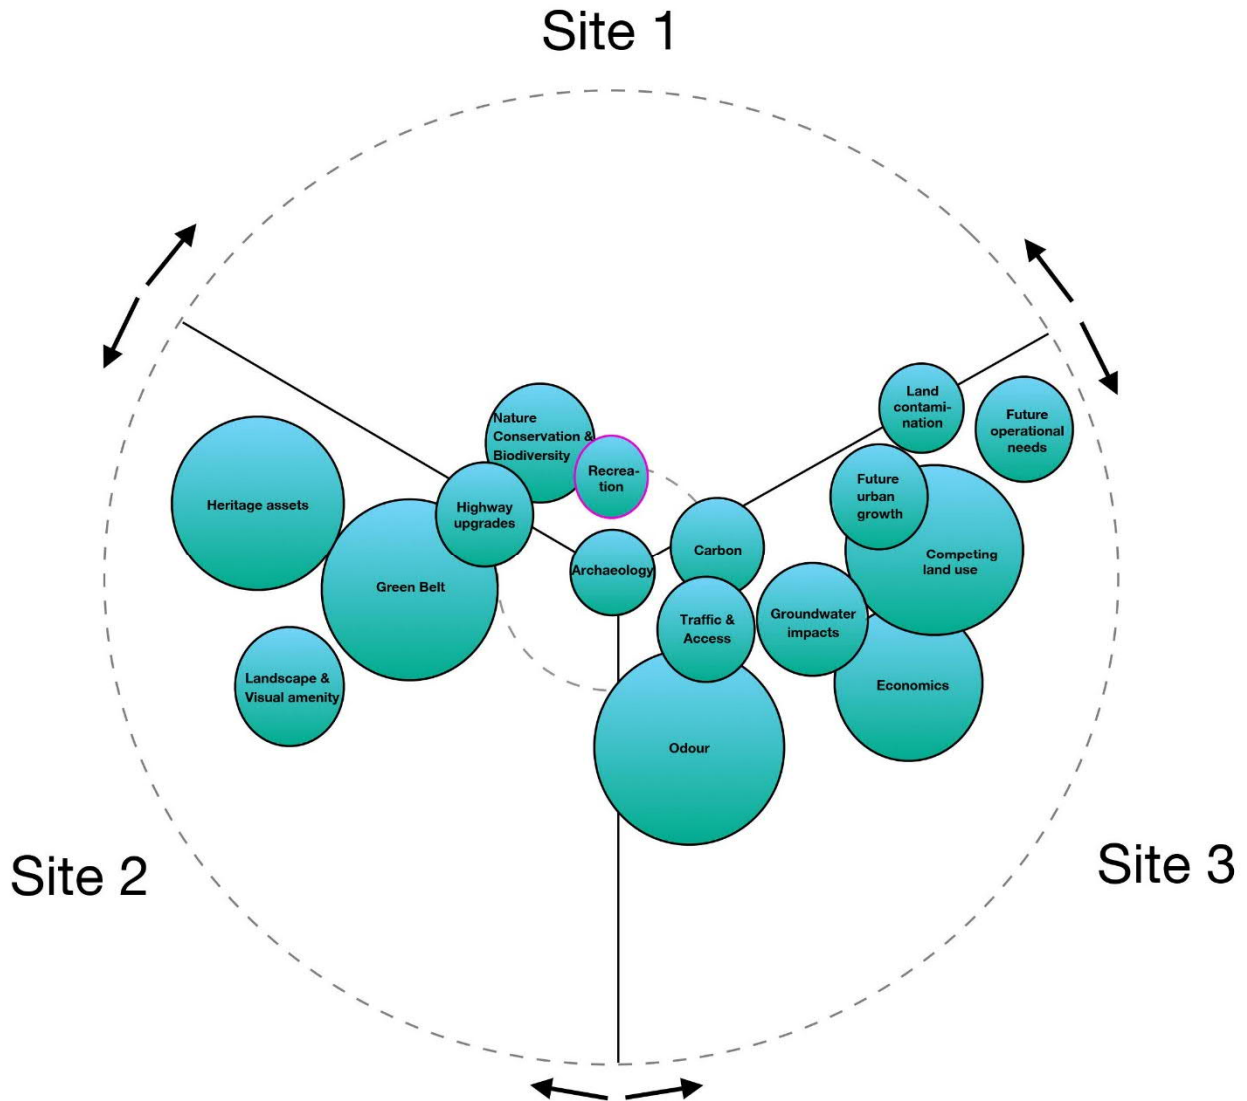 Site 1
Nature
Conservation &
Biodiversity
Recrea-
tion
Land
contami-
nation
Future
operational
needs
Heritage assets
Highway
upgrades
Future
urban
growth
Green Belt
Archaeology
Carbon
Competing
land use
Traffic &
Access
Groundwater
impacts
Landscape &
Visual amenity
Economics
Odour
Site 2
Site 3